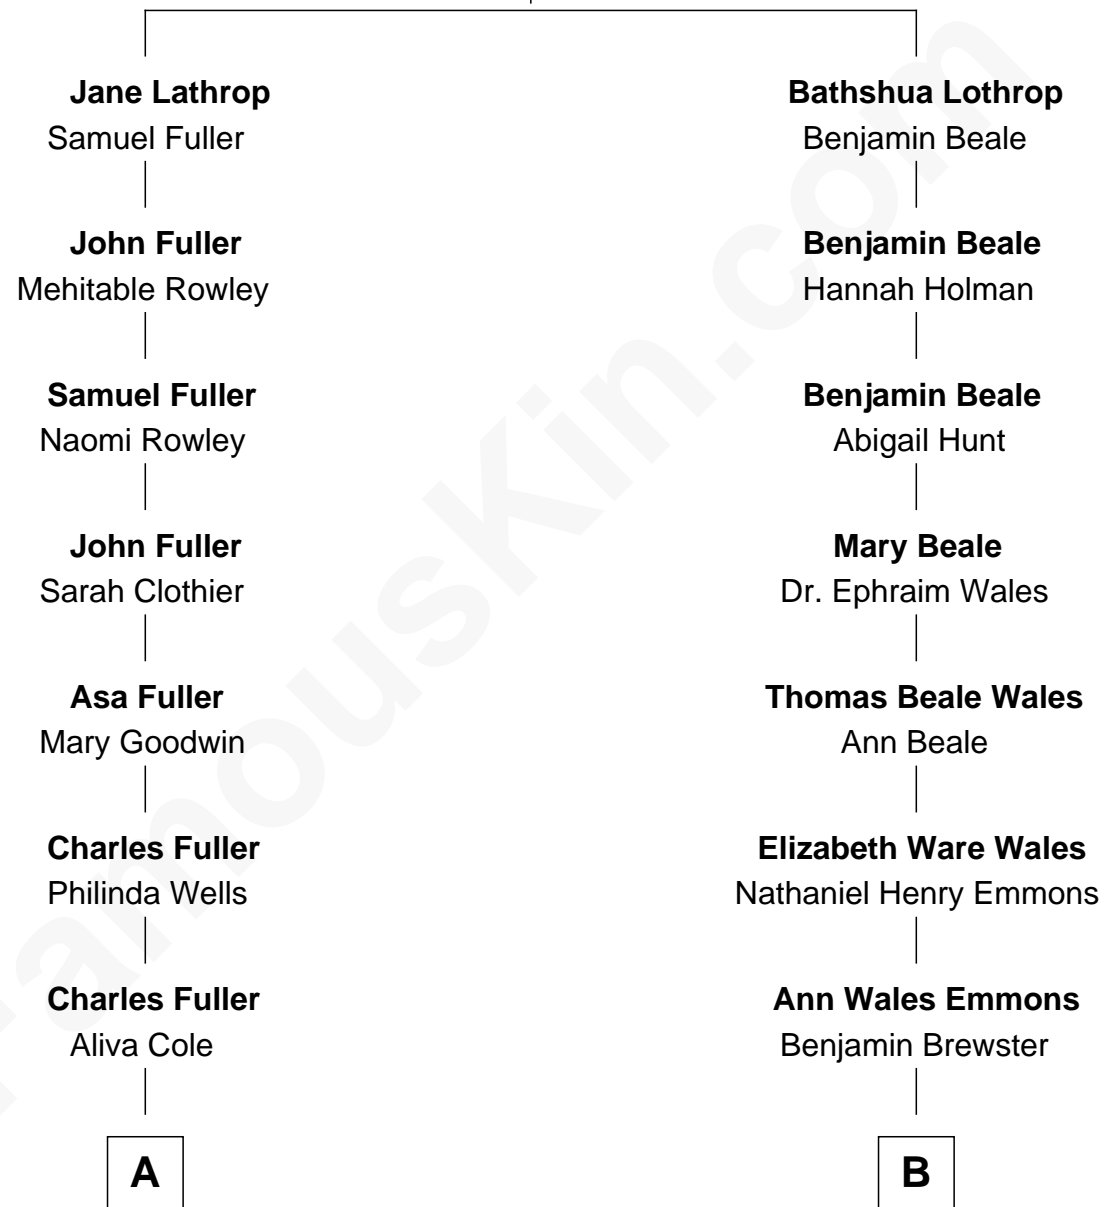 Jane Lathrop
Samuel Fuller
John Fuller
Mehitable Rowley
Samuel Fuller
Naomi Rowley
John Fuller
Sarah Clothier
Asa Fuller
Mary Goodwin
Charles Fuller
Philinda Wells
Charles Fuller
Aliva Cole
A
Bathshua Lothrop
Benjamin Beale
Benjamin Beale
Hannah Holman
Benjamin Beale
Abigail Hunt
Mary Beale
Dr. Ephraim Wales
Thomas Beale Wales
Ann Beale
Elizabeth Ware Wales
Nathaniel Henry Emmons
Ann Wales Emmons
Benjamin Brewster
B
FamousKin.com